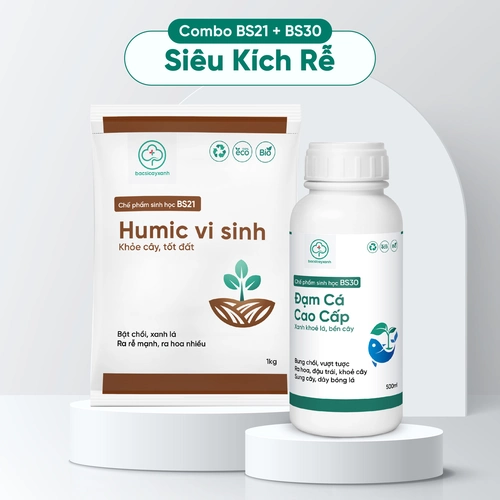 Combo BS21 + BS30
Siêu Kích Rễ
bacsicayxanh
eco
Bio
Chế phẩm sinh học BS21
Humic vi sinh
Khỏe cây, tốt đất
Bật chồi, xanh lá
Ra rễ mạnh, ra hoa nhiều
1kg
bacsicayxanh
Chế phẩm sinh học BS30
Đạm Cá
Cao Cấp
Xanh khoẻ lá, bền cây
Bung chồi, vượt tược
Ra hoa, đậu trái, khoẻ cây
Sung cây, dày bóng lá
500ml